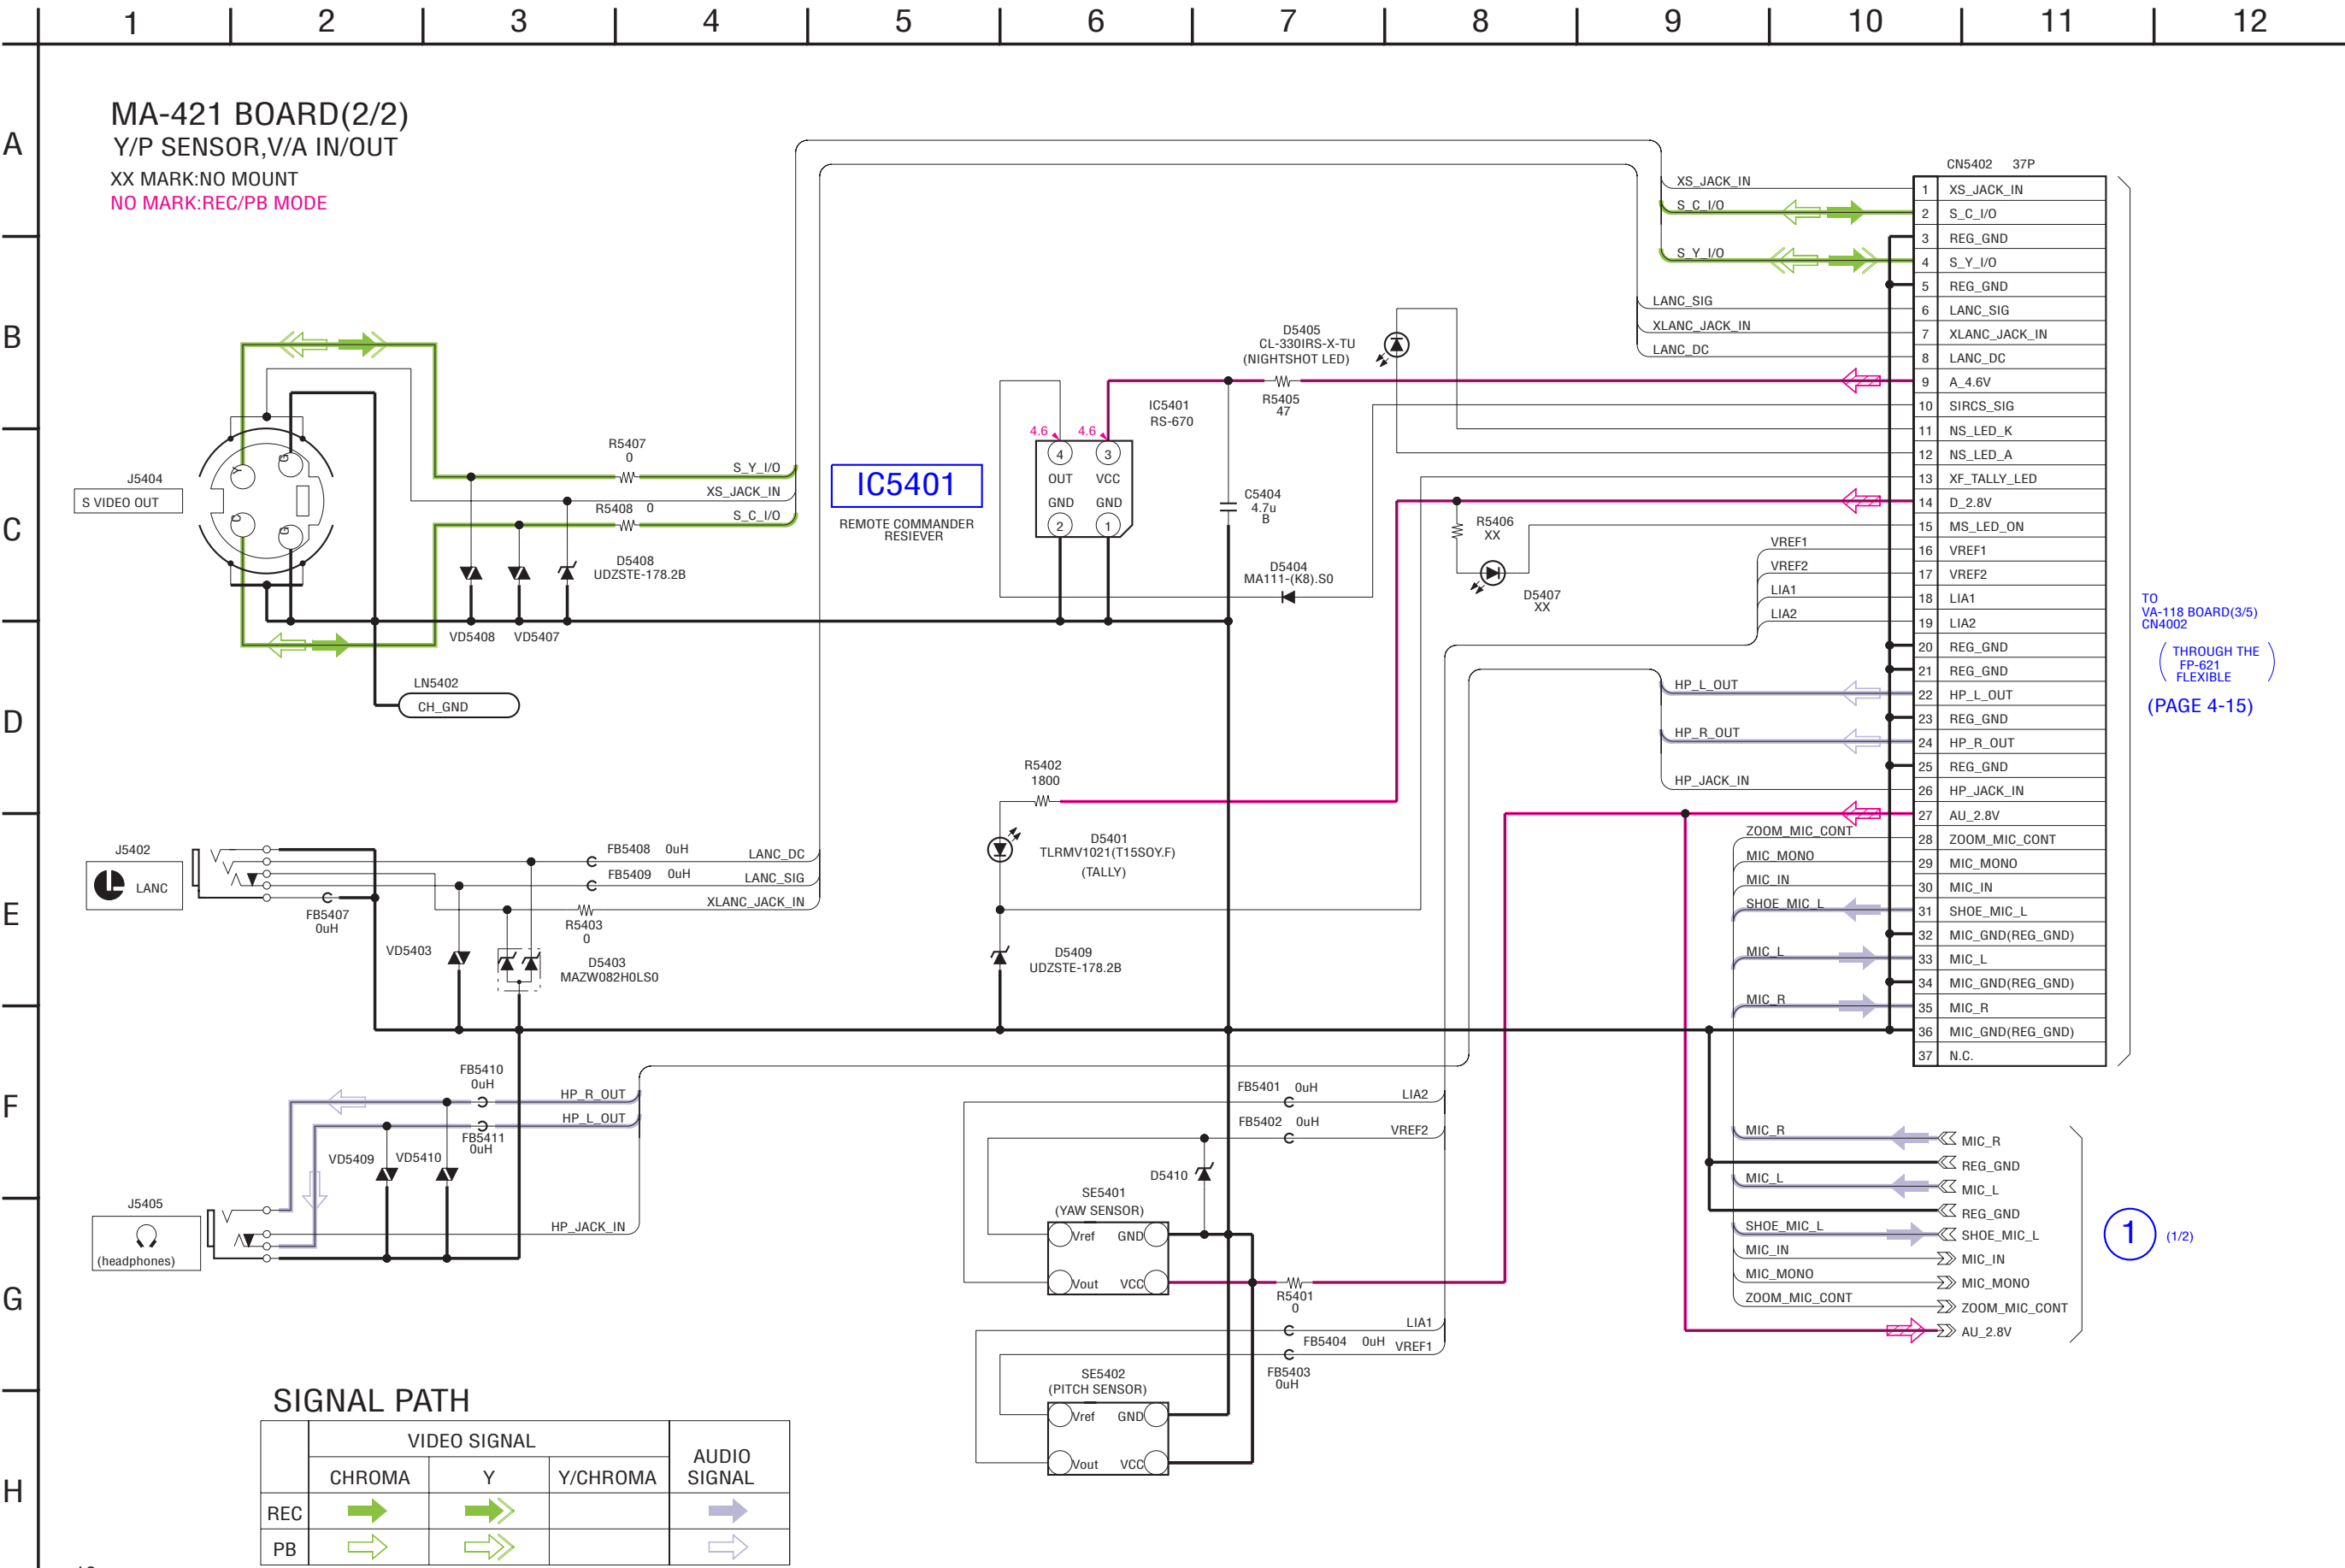 1 2 3 4 5 6 7 8 9 10 11 12
A
B
C
D
E
F
G
H
MA-421 BOARD(2/2)
Y/P SENSOR,V/A IN/OUT
XX MARK:NO MOUNT
NO MARK:REC/PB MODE
J5404
S VIDEO OUT
Y
G
C
G
R5407
0
S_Y_I/O
XS_JACK_IN
R5408 0
S_C_I/O
D5408
UDZSTE-178.2B
VD5408
VD5407
LN5402
CH_GND
IC5401
REMOTE COMMANDER
RESIEVER
IC5401
RS-670
4.6
4.6
4
3
OUT
VCC
GND
GND
2
1
D5405
CL-330IRS-X-TU
(NIGHTSHOT LED)
R5405
47
C5404
4.7u
B
D5404
MA111-(K8).S0
R5406
XX
D5407
XX
R5402
1800
D5401
TLRMV1021(T15SOY.F)
(TALLY)
D5409
UDZSTE-178.2B
J5402
LANC
FB5407
0uH
FB5408 0uH
LANC_DC
FB5409 0uH
LANC_SIG
XLANC_JACK_IN
R5403
0
VD5403
D5403
MAZW082H0LS0
FB5410
0uH
HP_R_OUT
HP_L_OUT
FB5411
0uH
VD5409
VD5410
J5405
(headphones)
HP_JACK_IN
FB5401 0uH
LIA2
FB5402 0uH
VREF2
D5410
SE5401
(YAW SENSOR)
Vref
GND
Vout
VCC
R5401
0
LIA1
FB5404 0uH
VREF1
FB5403
0uH
SE5402
(PITCH SENSOR)
Vref
GND
Vout
VCC
XS_JACK_IN
S_C_I/O
S_Y_I/O
LANC_SIG
XLANC_JACK_IN
LANC_DC
VREF1
VREF2
LIA1
LIA2
HP_L_OUT
HP_R_OUT
HP_JACK_IN
ZOOM_MIC_CONT
MIC_MONO
MIC_IN
SHOE_MIC_L
MIC_L
MIC_R
CN5402 37P
1 XS_JACK_IN
2 S_C_I/O
3 REG_GND
4 S_Y_I/O
5 REG_GND
6 LANC_SIG
7 XLANC_JACK_IN
8 LANC_DC
9 A_4.6V
10 SIRCS_SIG
11 NS_LED_K
12 NS_LED_A
13 XF_TALLY_LED
14 D_2.8V
15 MS_LED_ON
16 VREF1
17 VREF2
18 LIA1
19 LIA2
20 REG_GND
21 REG_GND
22 HP_L_OUT
23 REG_GND
24 HP_R_OUT
25 REG_GND
26 HP_JACK_IN
27 AU_2.8V
28 ZOOM_MIC_CONT
29 MIC_MONO
30 MIC_IN
31 SHOE_MIC_L
32 MIC_GND(REG_GND)
33 MIC_L
34 MIC_GND(REG_GND)
35 MIC_R
36 MIC_GND(REG_GND)
37 N.C.
TO
VA-118 BOARD(3/5)
CN4002
THROUGH THE
FP-621
FLEXIBLE
(PAGE 4-15)
MIC_R
MIC_R
REG_GND
MIC_L
MIC_L
REG_GND
SHOE_MIC_L
SHOE_MIC_L
MIC_IN
MIC_IN
MIC_MONO
MIC_MONO
ZOOM_MIC_CONT
ZOOM_MIC_CONT
AU_2.8V
1 (1/2)
SIGNAL PATH
VIDEO SIGNAL
AUDIO
SIGNAL
CHROMA
Y
Y/CHROMA
REC
PB